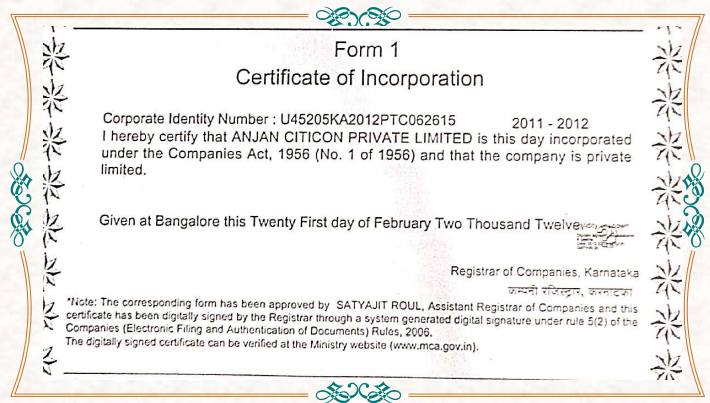 Form 1
Certificate of Incorporation
Corporate Identity Number : U45205KA2012PTC062615 2011 - 2012
I hereby certify that ANJAN CITICON PRIVATE LIMITED is this day incorporated
under the Companies Act, 1956 (No. 1 of 1956) and that the company is private
limited.
Given at Bangalore this Twenty First day of February Two Thousand Twelve
Registrar of Companies, Karnataka
कम्पनी रजिस्ट्रार, करनाटका
*Note: The corresponding form has been approved by SATYAJIT ROUL, Assistant Registrar of Companies and this
certificate has been digitally signed by the Registrar through a system generated digital signature under rule 5(2) of the
Companies (Electronic Filing and Authentication of Documents) Rules, 2006.
The digitally signed certificate can be verified at the Ministry website (www.mca.gov.in).